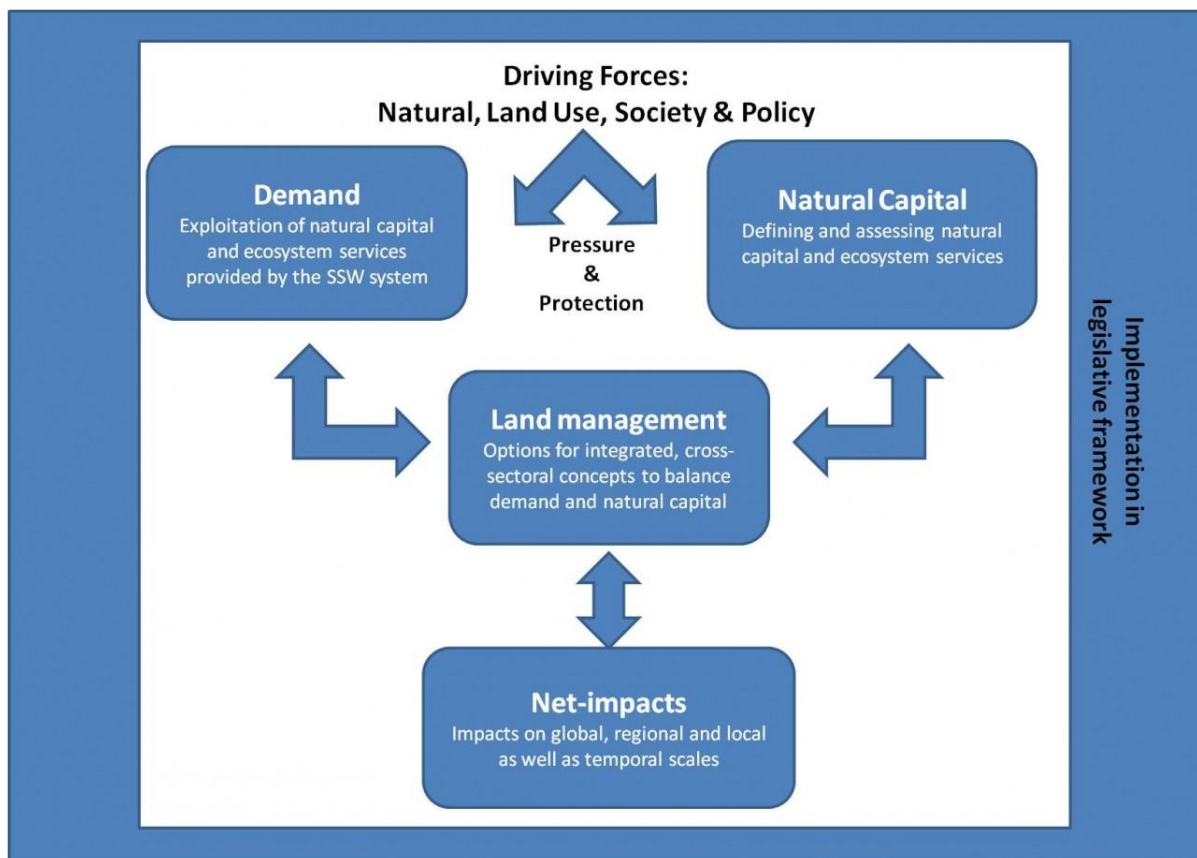 Driving Forces:
Natural, Land Use, Society & Policy
Demand
Exploitation of natural capital
and ecosystem services
provided by the SSW system
Pressure
&
Protection
Natural Capital
Defining and assessing natural
capital and ecosystem services
Land management
Options for integrated, cross-
sectoral concepts to balance
demand and natural capital
Net-impacts
Impacts on global, regional and local
as well as temporal scales
Implementation in
legislative framework